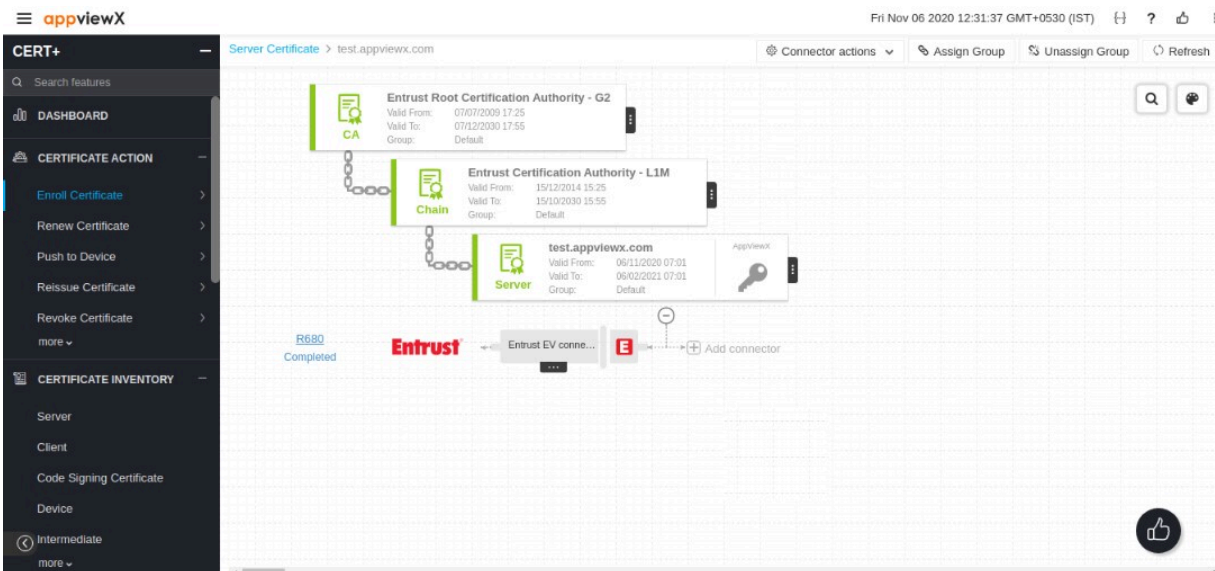 appviewX
Fri Nov 06 2020 12:31:37 GMT+0530 (IST)
?
CERT+
Server Certificate > test.appviewx.com
Connector actions
Assign Group
Unassign Group
Refresh
Search features
DASHBOARD
CERTIFICATE ACTION
Enroll Certificate
Renew Certificate
Push to Device
Reissue Certificate
Revoke Certificate
more
CERTIFICATE INVENTORY
Server
Client
Code Signing Certificate
Device
Intermediate
more
Entrust Root Certification Authority - G2
Valid From: 07/07/2009 17:25
Valid To: 07/12/2030 17:55
Group: Default
CA
Entrust Certification Authority - L1M
Valid From: 15/12/2014 15:25
Valid To: 15/10/2030 15:55
Group: Default
Chain
test.appviewx.com
Valid From: 06/11/2020 07:01
Valid To: 06/02/2021 07:01
Group: Default
Server
AppViewX
R680
Completed
Entrust
Entrust EV conne...
E
Add connector